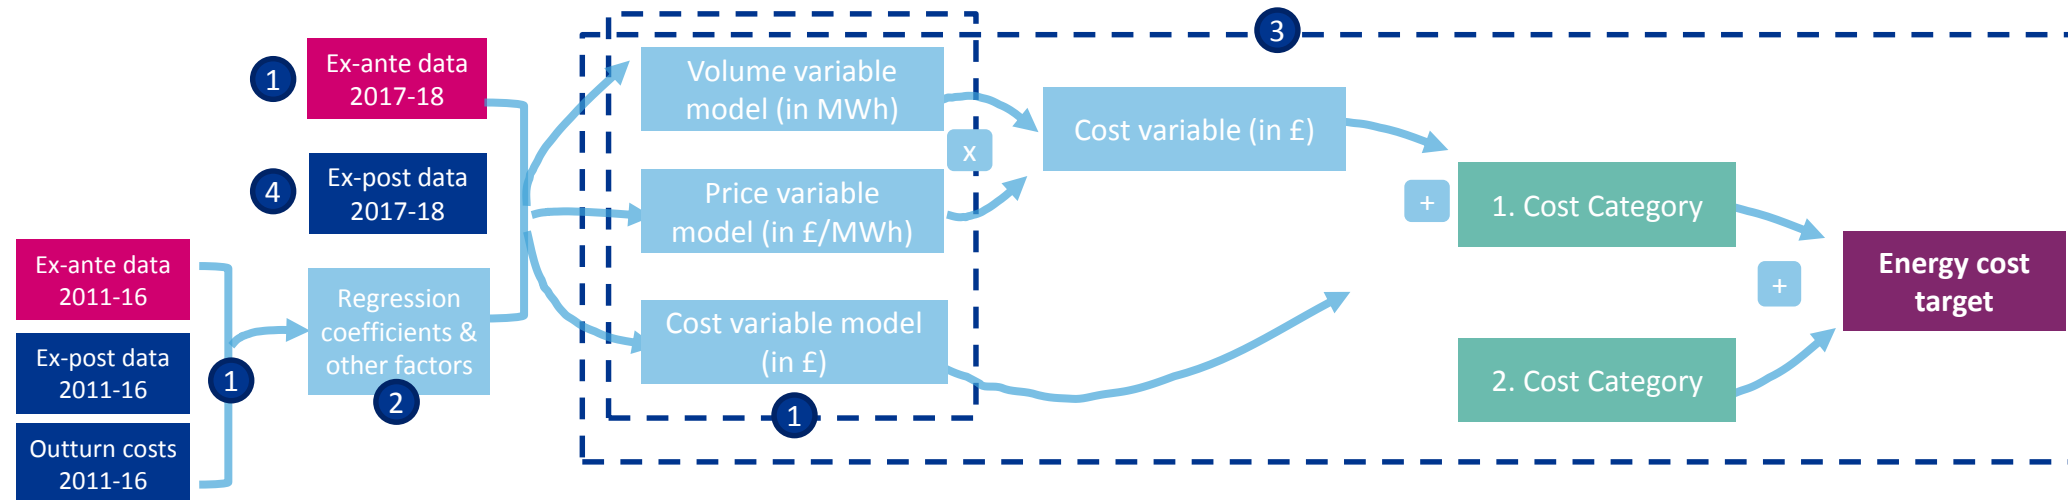 1
Ex-ante data
2017-18
4
Ex-post data
2017-18
Ex-ante data
2011-16
Ex-post data
2011-16
Outturn costs
2011-16
1
Regression
coefficients &
other factors
2
Volume variable
model (in MWh)
Price variable
model (in £/MWh)
Cost variable model
(in £)
1
x
Cost variable (in £)
3
+
1. Cost Category
2. Cost Category
+
Energy cost
target